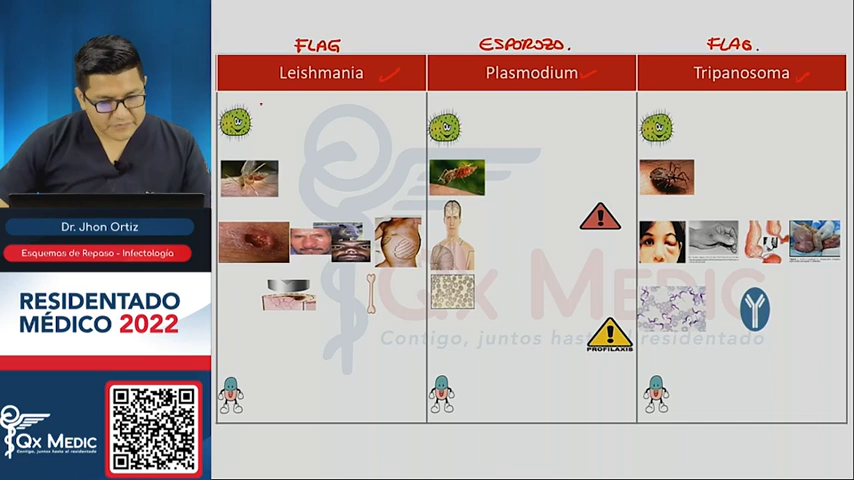 FLAG
ESPOROZO.
FLAG.
Leishmania
Plasmodium
Tripanosoma
Dr. Jhon Ortiz
Esquemas de Repaso - Infectología
RESIDENTADO
MÉDICO 2022
Qx MEDIC
Contigo, juntos hasta el residentado
Qx MEDIC
Contigo, juntos hasta el residentado
PROFILAXIS